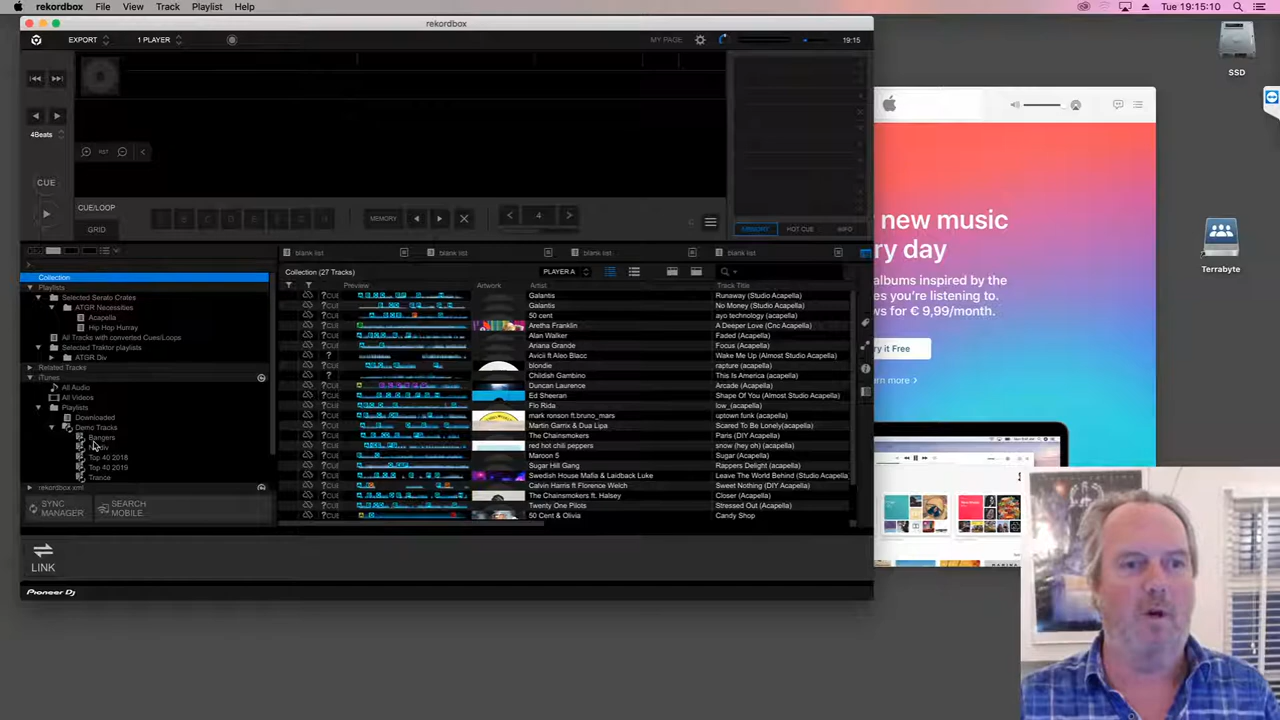 rekordbox File View Track Playlist Help
Tue 19:15:10
rekordbox
EXPORT 1 PLAYER MY PAGE 19:15
4Beats
RST
CUE
CUE/LOOP
GRID
MEMORY 4
MEMORY HOT CUE INFO
blank list blank list blank list blank list
Collection
Playlists
Selected Serato Crates
ATGR Necessities
Acapella
Hip Hop Hurray
All Tracks with converted Cues/Loops
Selected Traktor playlists
ATGR Div
Related Tracks
iTunes
All Audio
All Videos
Playlists
Downloaded
Demo Tracks
Bangers
Top 40 2018
Top 40 2019
Trance
rekordbox xml
SYNC MANAGER
SEARCH MOBILE
Collection (27 Tracks) PLAYER A
Preview Artwork Artist Track Title
Galantis Runaway (Studio Acapella)
Galantis No Money (Studio Acapella)
50 cent ayo technology (acapella)
Aretha Franklin A Deeper Love (Cnc Acapella)
Alan Walker Faded (Acapella)
Ariana Focus (Acapella)
Avicii ft Aleo Blacc Wake Me Up (Almost Studio Acapella)
blondie rapture (acapella)
Childish Gambino This Is America (Acapella)
Duncan Laurence Arcade (Acapella)
Ed Sheeran Shape Of You (Almost Studio Acapella)
Flo Rida low_(acapella)
mark ronson ft.bruno_mars uptown funk (acapella)
Martin Garrix & Dua Lipa Scared To Be Lonely(acapella)
The Chainsmokers Paris (DIY Acapella)
red hot chili peppers snow (hey oh) (acapella)
Maroon 5 Sugar (Acapella)
Sugar Hill Gang Rappers Delight (Acapella)
Swedish House Mafia & Laidback Luke Leave The World Behind (Studio Acapella)
Calvin Harris ft Florence Welch Sweet Nothing (DIY Acapella)
The Chainsmokers ft. Halsey Closer (Acapella)
Twenty One Pilots Stressed Out (Acapella)
50 Cent & Olivia Candy Shop
LINK
Pioneer Dj
new music
ry day
albums inspired by the
es you're listening to.
ws for € 9,99/month.
ry it Free
arn more >
SSD
Terrabyte